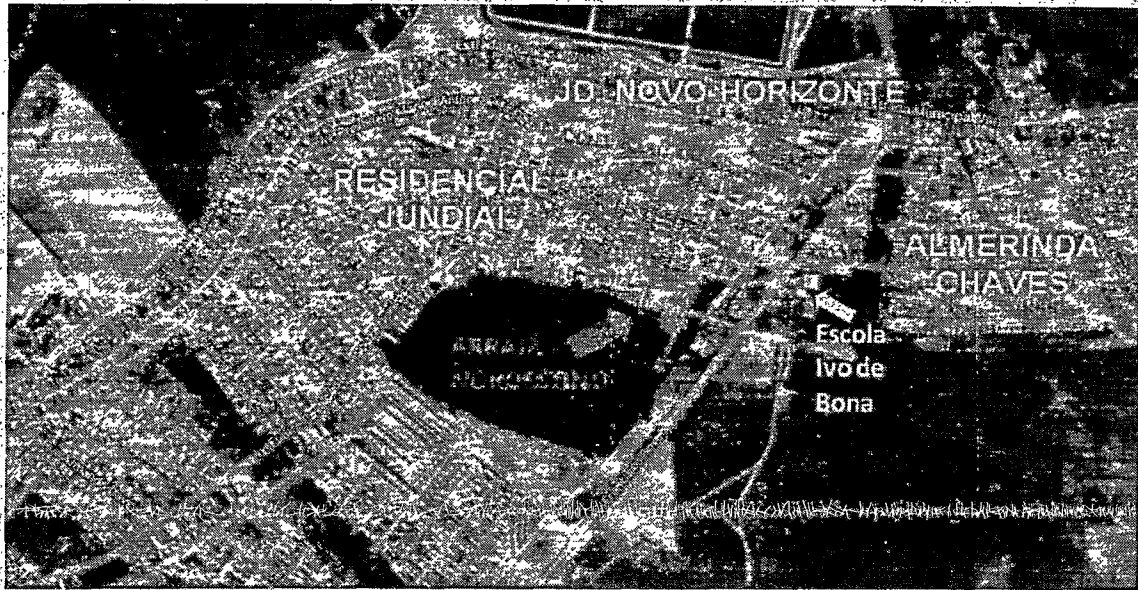 JD. NOVO HORIZONTE
RESIDENCIAL
JUNDIAÍ
ALMERINDA
CHAVES
Escola
Ivo de
Bona